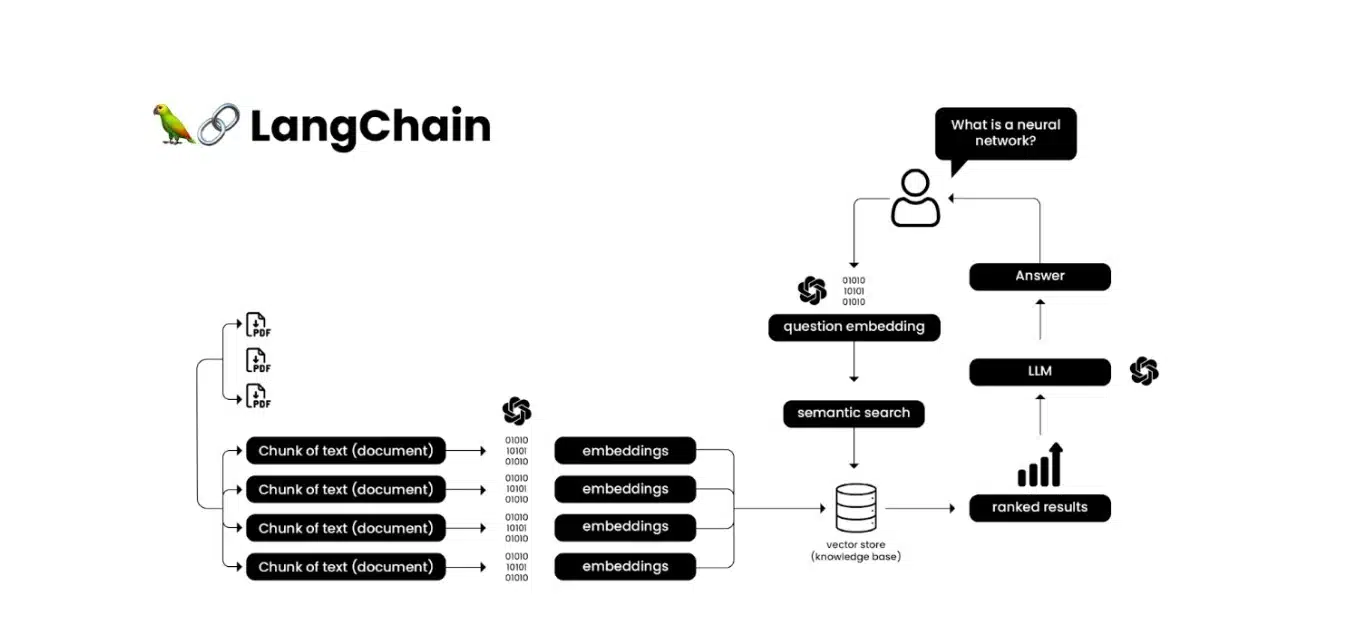 LangChain
What is a neural
network?
01010
10101
01010
question embedding
semantic search
vector store
(knowledge base)
Answer
LLM
ranked results
PDF
PDF
PDF
Chunk of text (document)
01010
10101
01010
embeddings
Chunk of text (document)
01010
10101
01010
embeddings
Chunk of text (document)
01010
10101
01010
embeddings
Chunk of text (document)
01010
10101
01010
embeddings